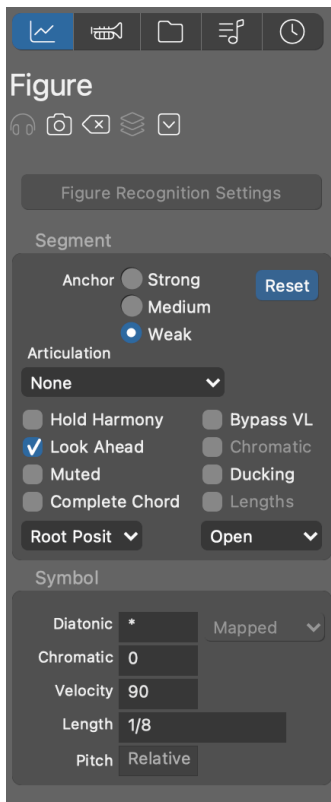 Figure
Figure Recognition Settings
Segment
Anchor Strong Reset
Medium
Weak
Articulation
None
Hold Harmony Bypass VL
Look Ahead Chromatic
Muted Ducking
Complete Chord Lengths
Root Posit Open
Symbol
Diatonic * Mapped
Chromatic 0
Velocity 90
Length 1/8
Pitch Relative